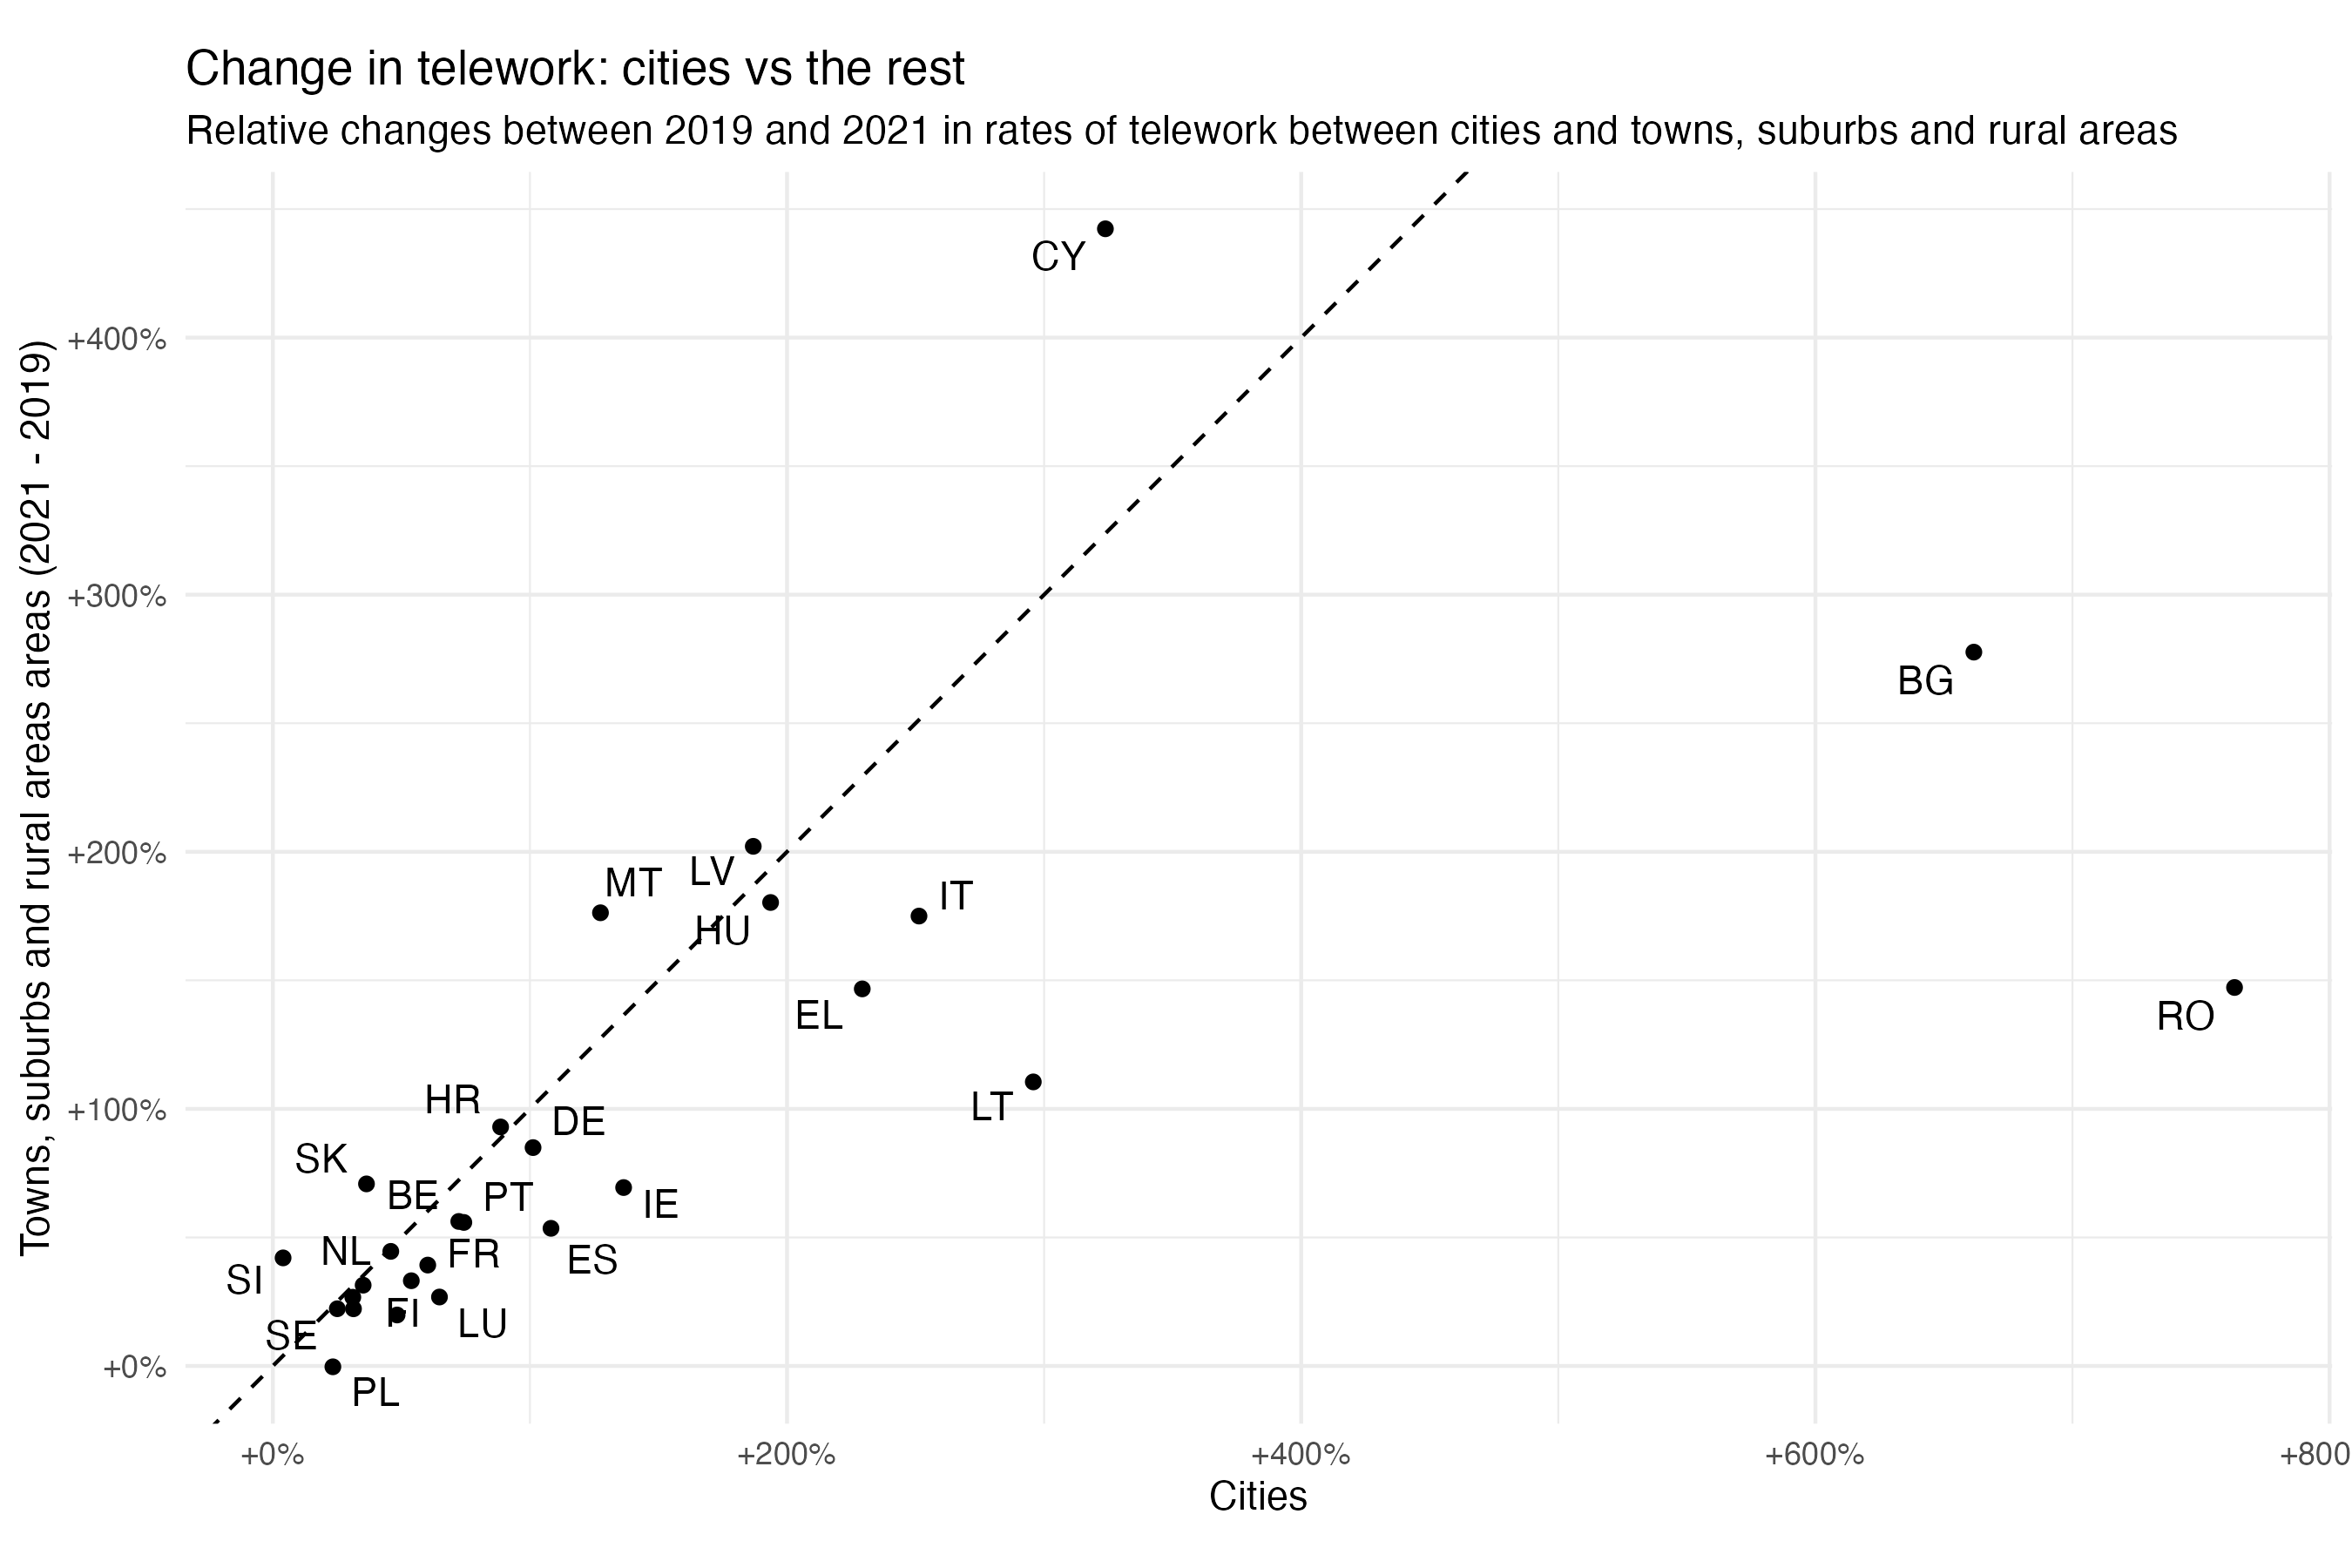 Change in telework: cities vs the rest
Relative changes between 2019 and 2021 in rates of telework between cities and towns, suburbs and rural areas
Towns, suburbs and rural areas areas (2021 - 2019)
+400%
+300%
+200%
+100%
+0%
CY
BG
LV
MT
IT
HU
EL
RO
LT
HR
DE
SK
BE
PT
IE
NL
FR
ES
SI
FI
LU
SE
PL
+0%
+200%
+400%
+600%
+800
Cities